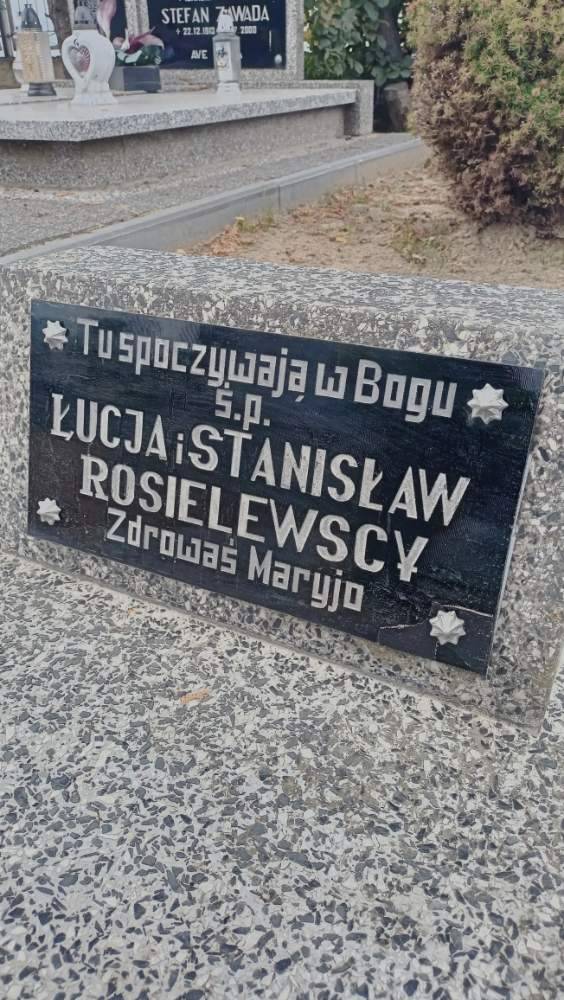 STEFAN ZAWADA
AVE
Tu spoczywają w Bogu
Ś.p.
ŁUCJA i STANISŁAW
ROSIELEWSCY
Zdrowaś Maryjo